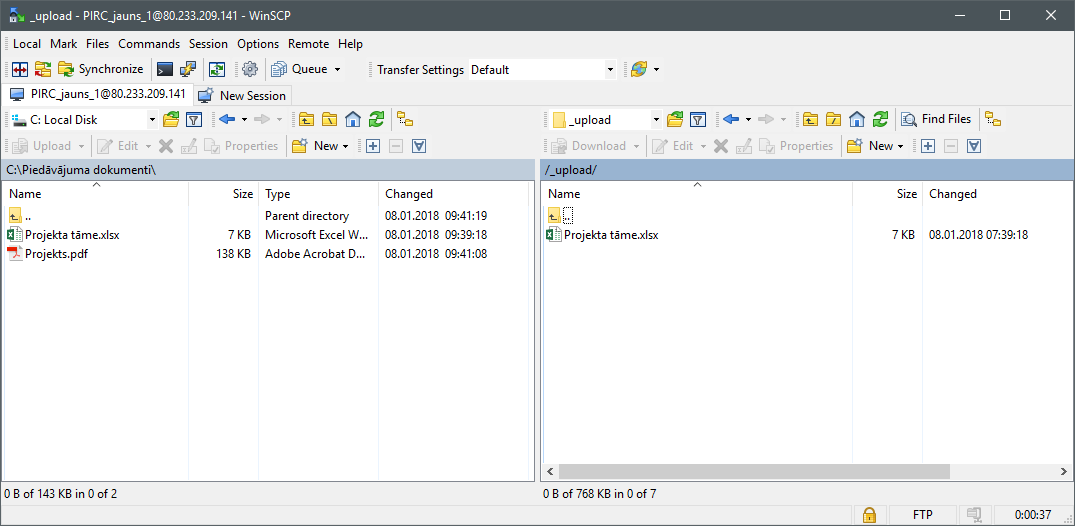 _upload - PIRC_jauns_1@80.233.209.141 - WinSCP
Local Mark Files Commands Session Options Remote Help
Synchronize Queue Transfer Settings Default
PIRC_jauns_1@80.233.209.141 New Session
C: Local Disk _upload Find Files
Upload Edit Properties New Download Edit Properties New
C:\Piedāvājuma dokumenti\ /_upload/
Name Size Type Changed Name Size Changed
.. Parent directory 08.01.2018 09:41:19 ..
Projekta tāme.xlsx 7 KB Microsoft Excel W... 08.01.2018 09:39:18 Projekta tāme.xlsx 7 KB 08.01.2018 07:39:18
Projekts.pdf 138 KB Adobe Acrobat D... 08.01.2018 09:41:08
0 B of 143 KB in 0 of 2 0 B of 768 KB in 0 of 7
FTP 0:00:37